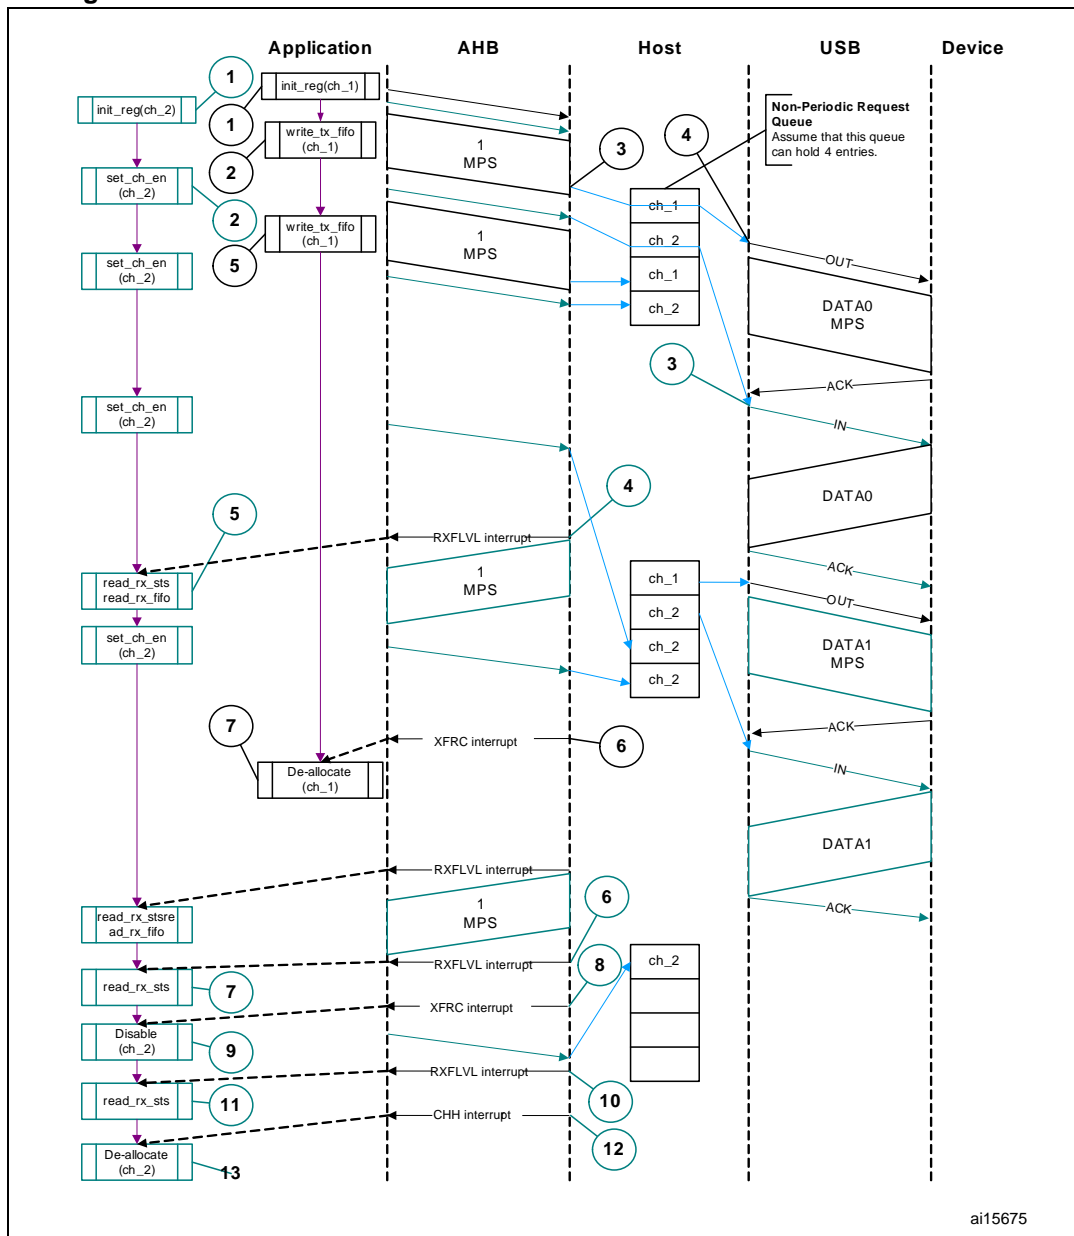 Application AHB Host USB Device
1
init_reg(ch_2)
init_reg(ch_1)
1
Non-Periodic Request
Queue
Assume that this queue
can hold 4 entries.
write_tx_fifo
(ch_1)
2
1
MPS
3
4
set_ch_en
(ch_2)
2
ch_1
ch_2
ch_1
ch_2
write_tx_fifo
(ch_1)
5
1
MPS
set_ch_en
(ch_2)
OUT
DATA0
MPS
3
ACK
set_ch_en
(ch_2)
IN
DATA0
4
5
RXFLVL interrupt
read_rx_sts
read_rx_fifo
1
MPS
ch_1
ch_2
ch_2
ch_2
ACK
OUT
set_ch_en
(ch_2)
DATA1
MPS
7
XFRC interrupt
6
ACK
De-allocate
(ch_1)
IN
DATA1
RXFLVL interrupt
read_rx_stsre
ad_rx_fifo
1
MPS
6
ACK
RXFLVL interrupt
8
ch_2
read_rx_sts
7
XFRC interrupt
Disable
(ch_2)
9
RXFLVL interrupt
read_rx_sts
11
10
CHH interrupt
12
De-allocate
(ch_2)
13
ai15675